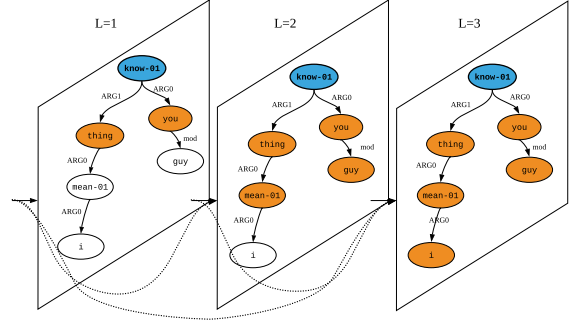 L=1
L=2
L=3
know-01
ARG1
ARG0
you
thing
mod
guy
ARG0
mean-01
ARG0
i
know-01
ARG1
ARG0
you
thing
mod
guy
ARG0
mean-01
ARG0
i
know-01
ARG1
ARG0
you
thing
mod
guy
ARG0
mean-01
ARG0
i